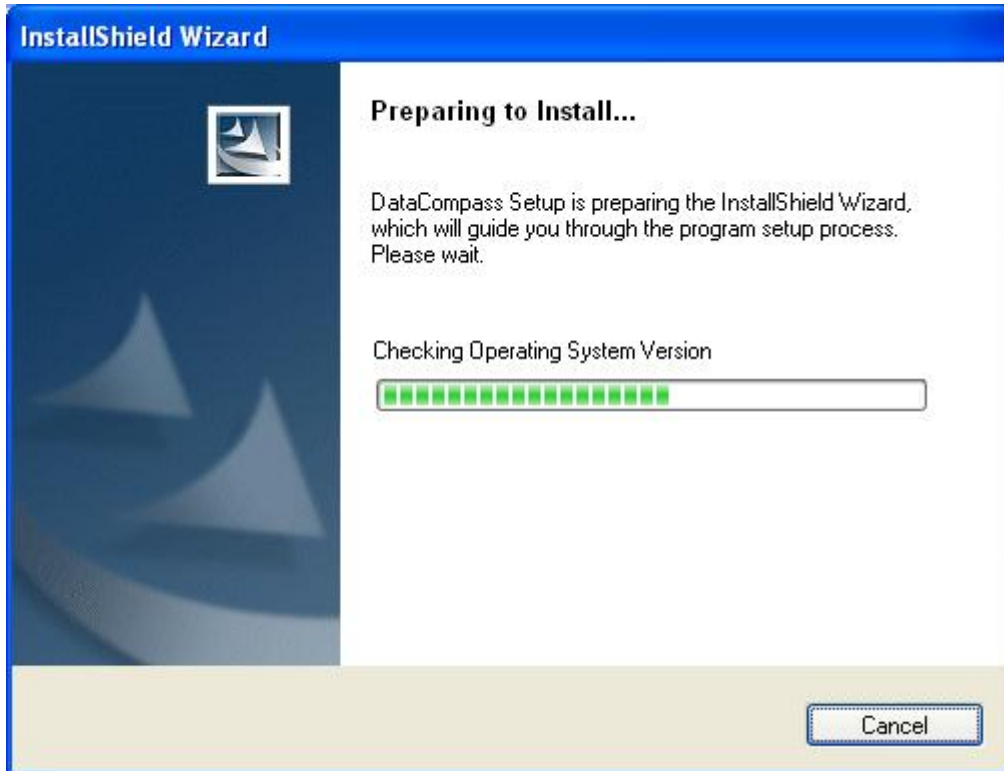 InstallShield Wizard
Preparing to Install...
DataCompass Setup is preparing the InstallShield Wizard,
which will guide you through the program setup process.
Please wait.
Checking Operating System Version
Cancel